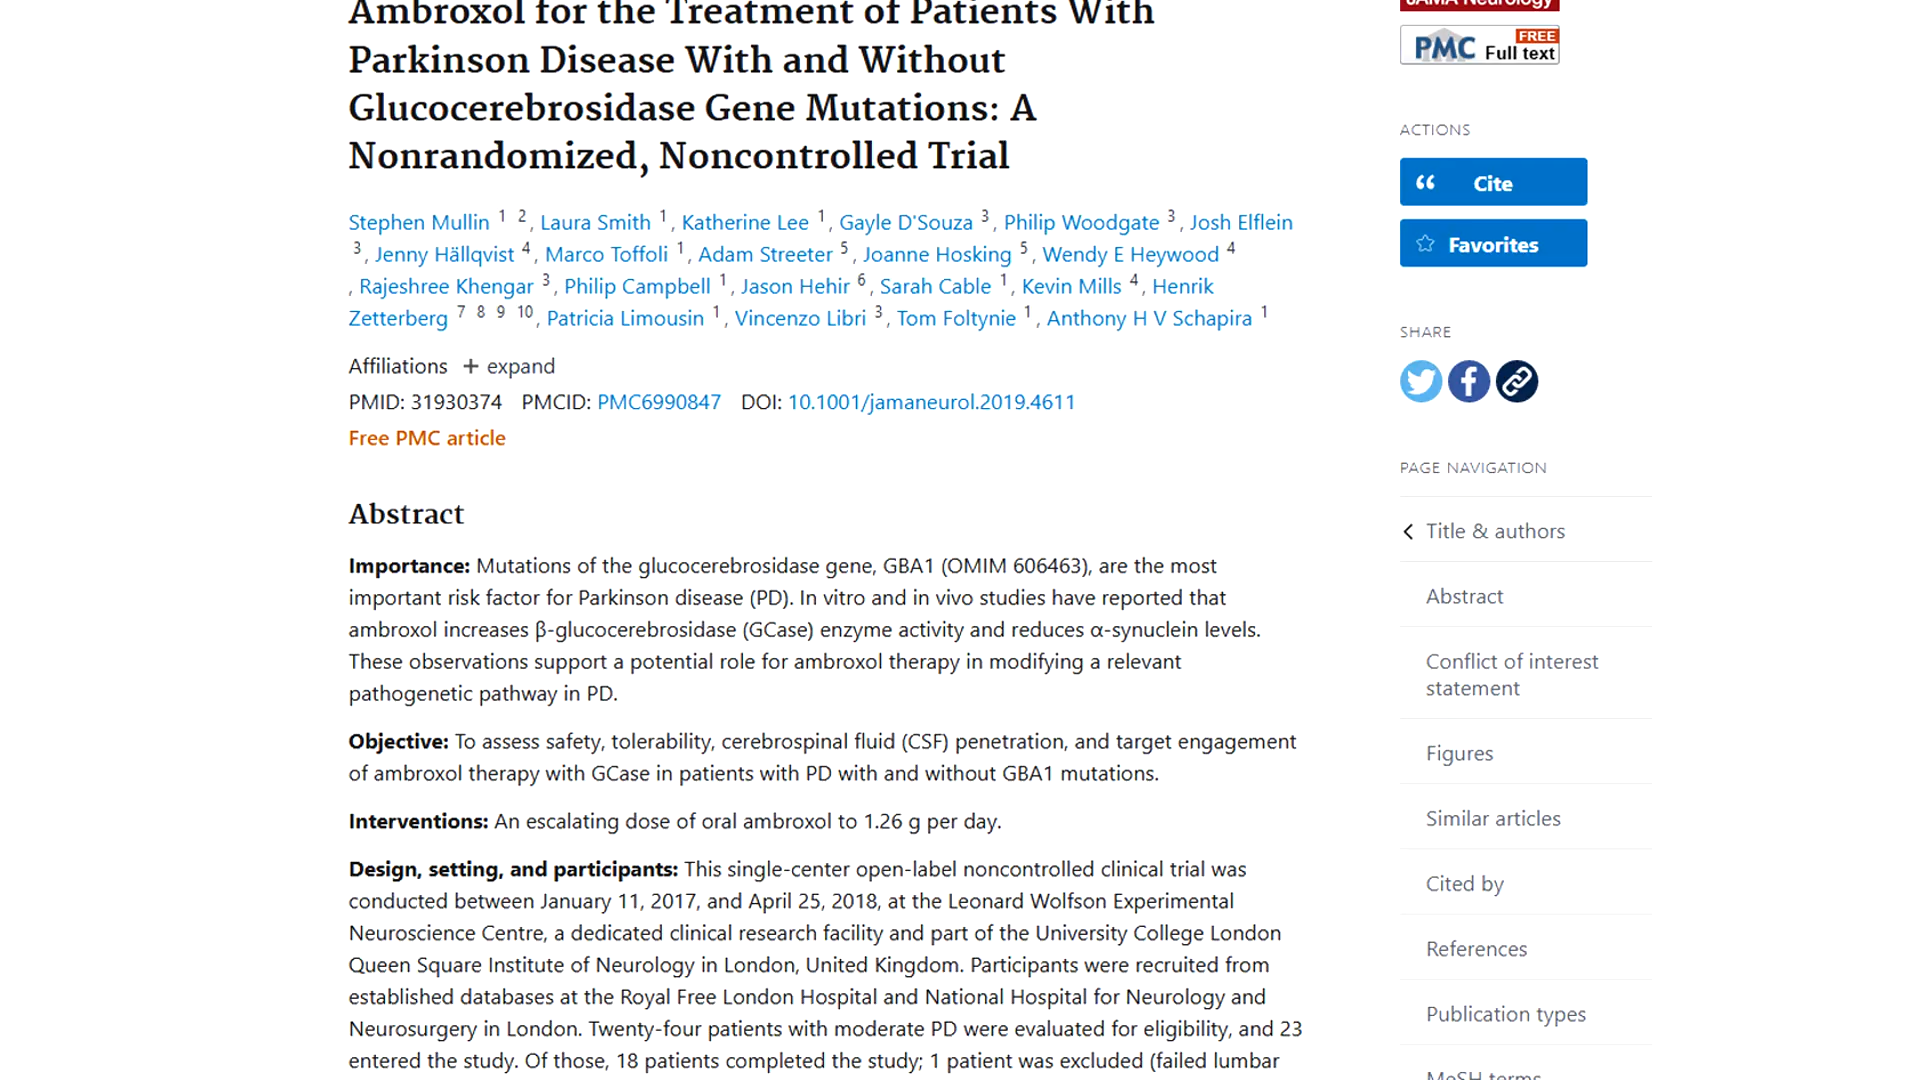 Ambroxol for the Treatment of Patients With
Parkinson Disease With and Without
Glucocerebrosidase Gene Mutations: A
Nonrandomized, Noncontrolled Trial
Stephen Mullin 1 2, Laura Smith 1, Katherine Lee 1, Gayle D'Souza 3, Philip Woodgate 3, Josh Elflein
3, Jenny Hällqvist 4, Marco Toffoli 1, Adam Streeter 5, Joanne Hosking 5, Wendy E Heywood 4
, Rajeshree Khengar 3, Philip Campbell 1, Jason Hehir 6, Sarah Cable 1, Kevin Mills 4, Henrik
Zetterberg 7 8 9 10, Patricia Limousin 1, Vincenzo Libri 3, Tom Foltynie 1, Anthony H V Schapira 1
Affiliations + expand
PMID: 31930374 PMCID: PMC6990847 DOI: 10.1001/jamaneurol.2019.4611
Free PMC article
Abstract
Importance: Mutations of the glucocerebrosidase gene, GBA1 (OMIM 606463), are the most
important risk factor for Parkinson disease (PD). In vitro and in vivo studies have reported that
ambroxol increases β-glucocerebrosidase (GCase) enzyme activity and reduces α-synuclein levels.
These observations support a potential role for ambroxol therapy in modifying a relevant
pathogenetic pathway in PD.
Objective: To assess safety, tolerability, cerebrospinal fluid (CSF) penetration, and target engagement
of ambroxol therapy with GCase in patients with PD with and without GBA1 mutations.
Interventions: An escalating dose of oral ambroxol to 1.26 g per day.
Design, setting, and participants: This single-center open-label noncontrolled clinical trial was
conducted between January 11, 2017, and April 25, 2018, at the Leonard Wolfson Experimental
Neuroscience Centre, a dedicated clinical research facility and part of the University College London
Queen Square Institute of Neurology in London, United Kingdom. Participants were recruited from
established databases at the Royal Free London Hospital and National Hospital for Neurology and
Neurosurgery in London. Twenty-four patients with moderate PD were evaluated for eligibility, and 23
entered the study. Of those, 18 patients completed the study; 1 patient was excluded (failed lumbar
JAMA Neurology
PMC FREE Full text
ACTIONS
Cite
Favorites
SHARE
PAGE NAVIGATION
Title & authors
Abstract
Conflict of interest
statement
Figures
Similar articles
Cited by
References
Publication types
MeSH terms